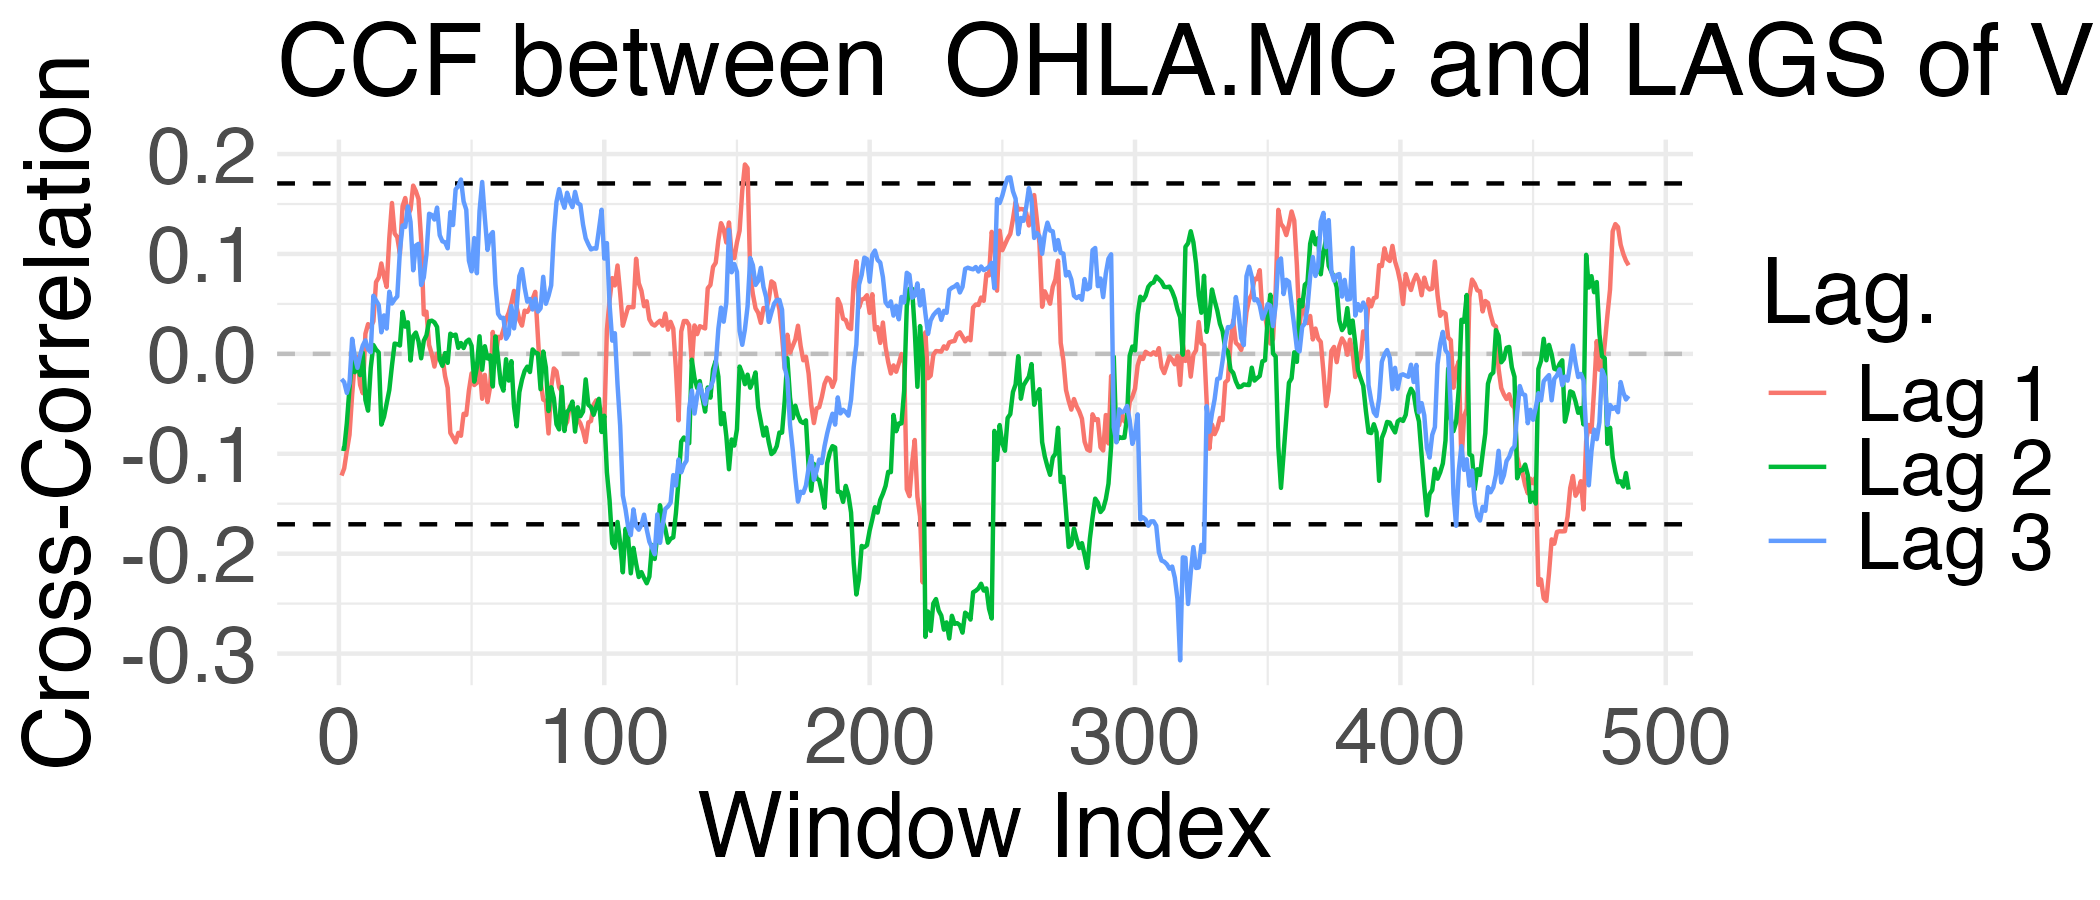 CCF between  OHLA.MC and LAGS of V
Cross-Correlation
0.2
0.1
0.0
-0.1
-0.2
-0.3
0 100 200 300 400 500
Window Index
Lag.
Lag 1
Lag 2
Lag 3